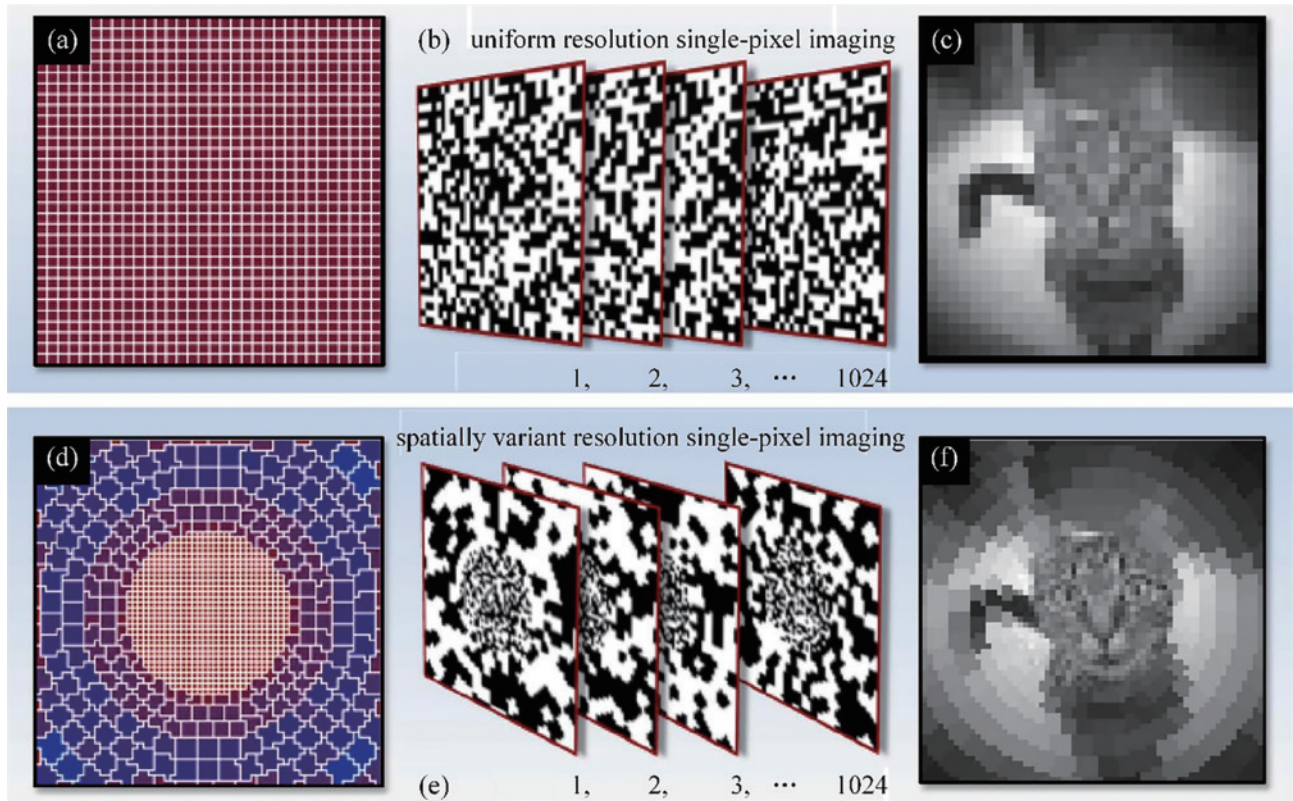 (a)
(b) uniform resolution single-pixel imaging
(c)
1, 2, 3, ··· 1024
(d)
spatially variant resolution single-pixel imaging
(f)
(e) 1, 2, 3, ··· 1024